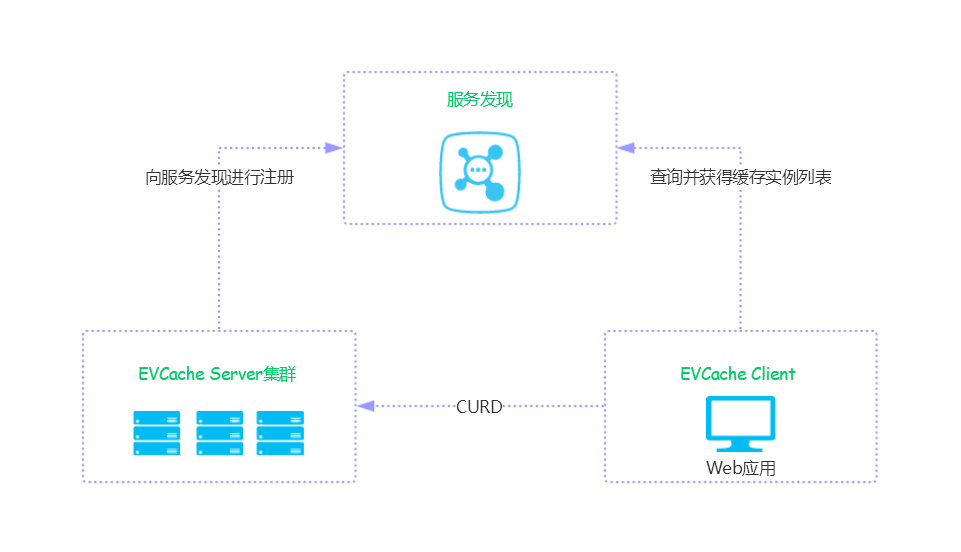 服务发现
向服务发现进行注册
查询并获得缓存实例列表
EVCache Server集群
EVCache Client
CURD
Web应用